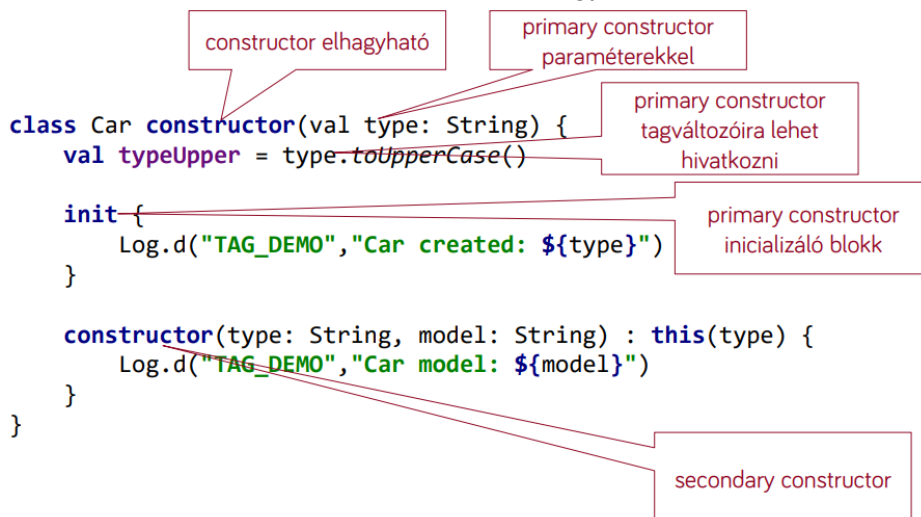 constructor elhagyható
primary constructor
paraméterekkel
primary constructor
tagváltozóira lehet
hivatkozni
class Car constructor(val type: String) {
val typeUpper = type.toUpperCase()
init {
primary constructor
inicializáló blokk
Log.d("TAG_DEMO","Car created: ${type}")
}
constructor(type: String, model: String) : this(type) {
Log.d("TAG_DEMO","Car model: ${model}")
}
}
secondary constructor